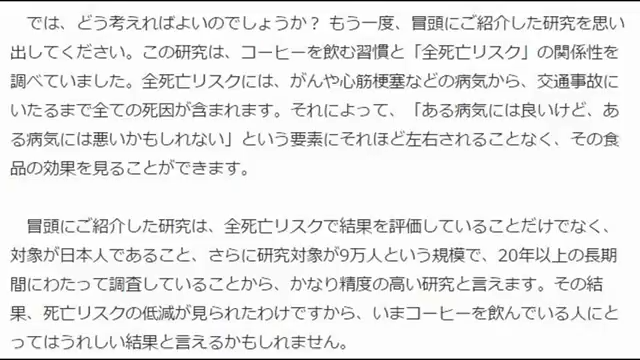 では、どう考えればよいのでしょうか？ もう一度、冒頭にご紹介した研究を思い
出してください。この研究は、コーヒーを飲む習慣と「全死亡リスク」の関係性を
調べていました。全死亡リスクには、がんや心筋梗塞などの病気から、交通事故に
いたるまで全ての死因が含まれます。それによって、「ある病気には良いけど、あ
る病気には悪いかもしれない」という要素にそれほど左右されることなく、その食
品の効果を見ることができます。
冒頭にご紹介した研究は、全死亡リスクで結果を評価していることだけでなく、
対象が日本人であること、さらに研究対象が9万人という規模で、20年以上の長期
間にわたって調査していることから、かなり精度の高い研究と言えます。その結
果、死亡リスクの低減が見られたわけですから、いまコーヒーを飲んでいる人にと
ってはうれしい結果と言えるかもしれません。